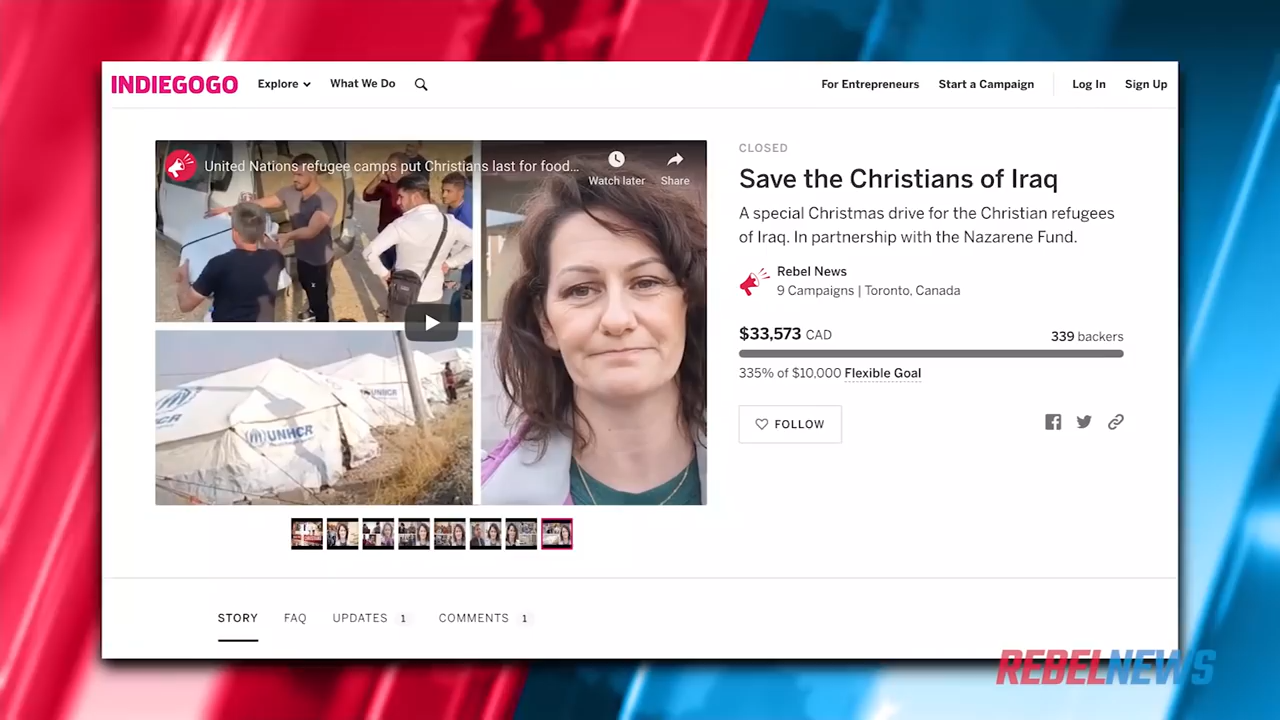 INDIEGOGO Explore What We Do For Entrepreneurs Start a Campaign Log In Sign Up
United Nations refugee camps put Christians last for food...
Watch later Share
UNHCR
UNHCR
CLOSED
Save the Christians of Iraq
A special Christmas drive for the Christian refugees
of Iraq. In partnership with the Nazarene Fund.
Rebel News
9 Campaigns | Toronto, Canada
$33,573 CAD 339 backers
335% of $10,000 Flexible Goal
FOLLOW
STORY FAQ UPDATES 1 COMMENTS 1
REBELNEWS